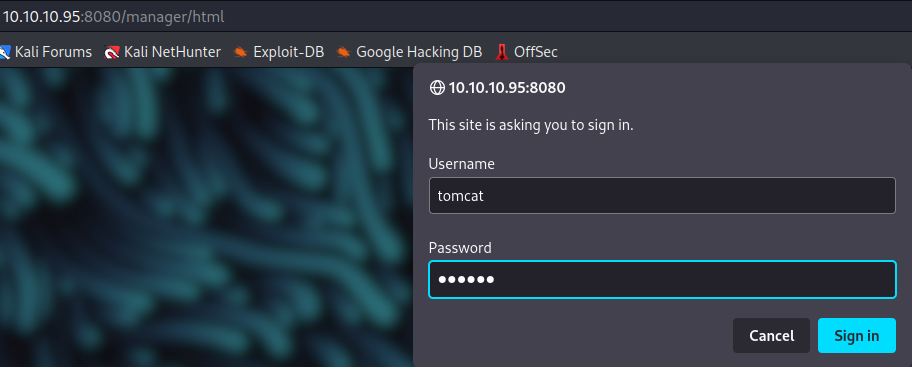 10.10.10.95:8080/manager/html
Kali Forums Kali NetHunter Exploit-DB Google Hacking DB OffSec
10.10.10.95:8080
This site is asking you to sign in.
Username
tomcat
Password
●●●●●●
Cancel Sign in